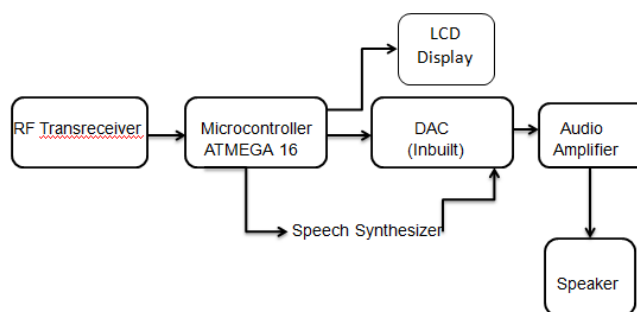 LCD
Display
RF Transreceiver
Microcontroller
ATMEGA 16
DAC
(Inbuilt)
Audio
Amplifier
Speech Synthesizer
Speaker